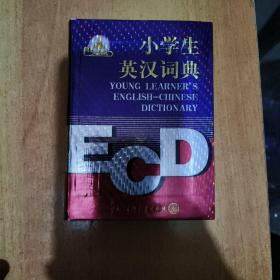 小学生
英汉词典
YOUNG LEARNER'S
ENGLISH-CHINESE
DICTIONARY
ECD